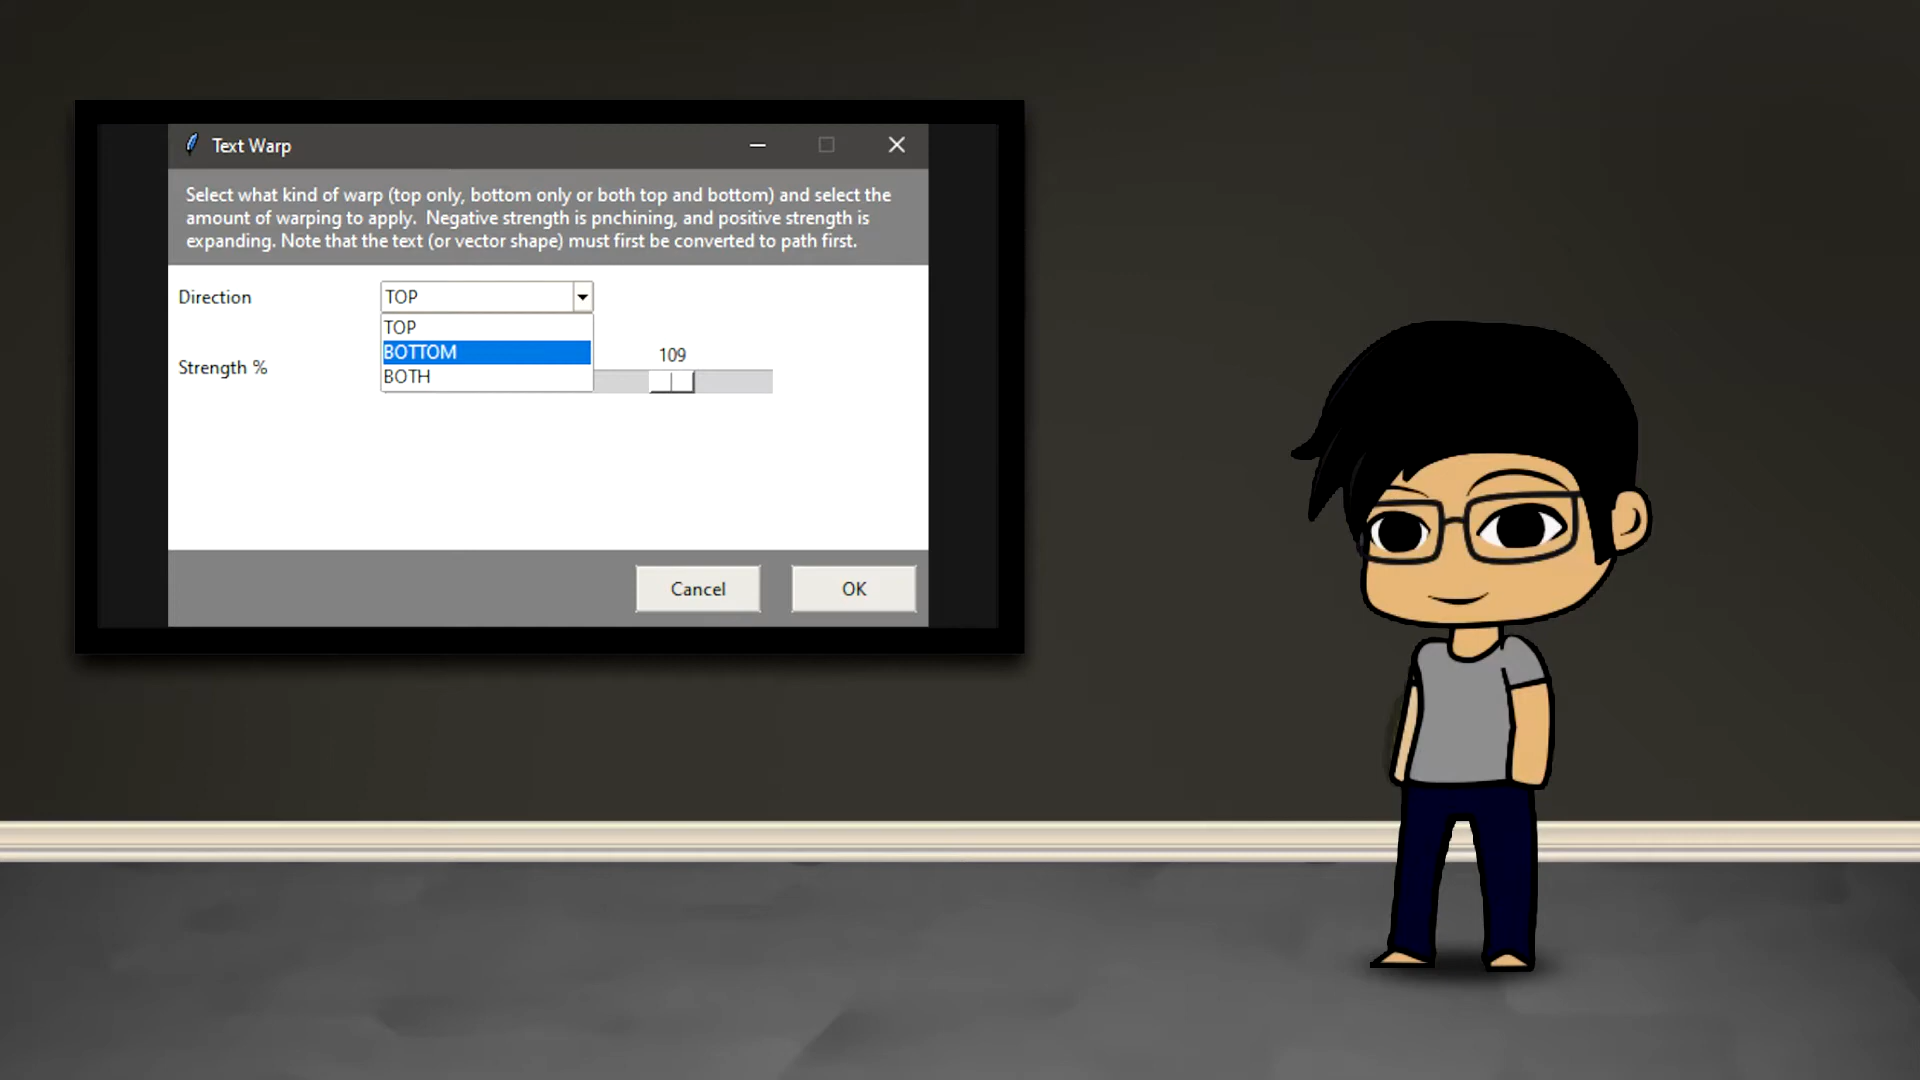 Text Warp
Select what kind of warp (top only, bottom only or both top and bottom) and select the
amount of warping to apply.  Negative strength is pnchining, and positive strength is
expanding. Note that the text (or vector shape) must first be converted to path first.
Direction
TOP
TOP
BOTTOM
BOTH
Strength %
109
Cancel
OK